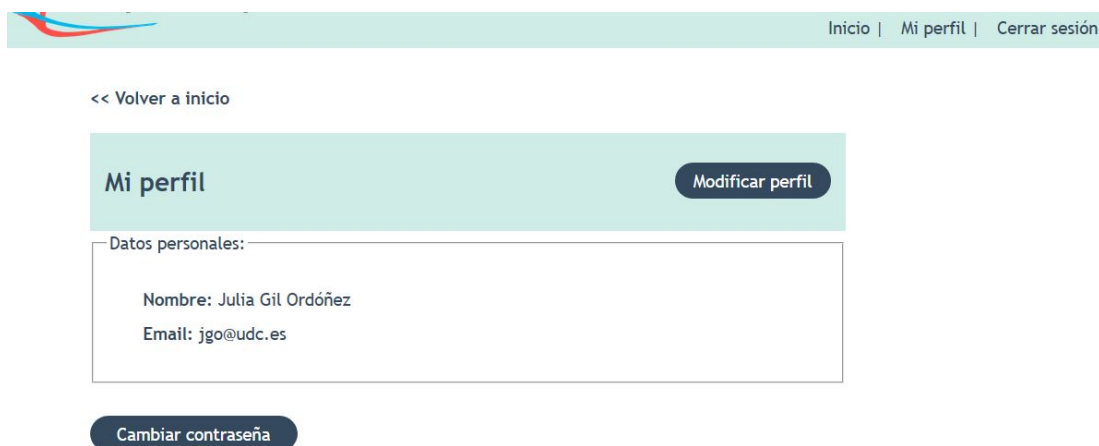 Inicio | Mi perfil | Cerrar sesión
<< Volver a inicio
Mi perfil
Modificar perfil
Datos personales:
Nombre: Julia Gil Ordóñez
Email: jgo@udc.es
Cambiar contraseña